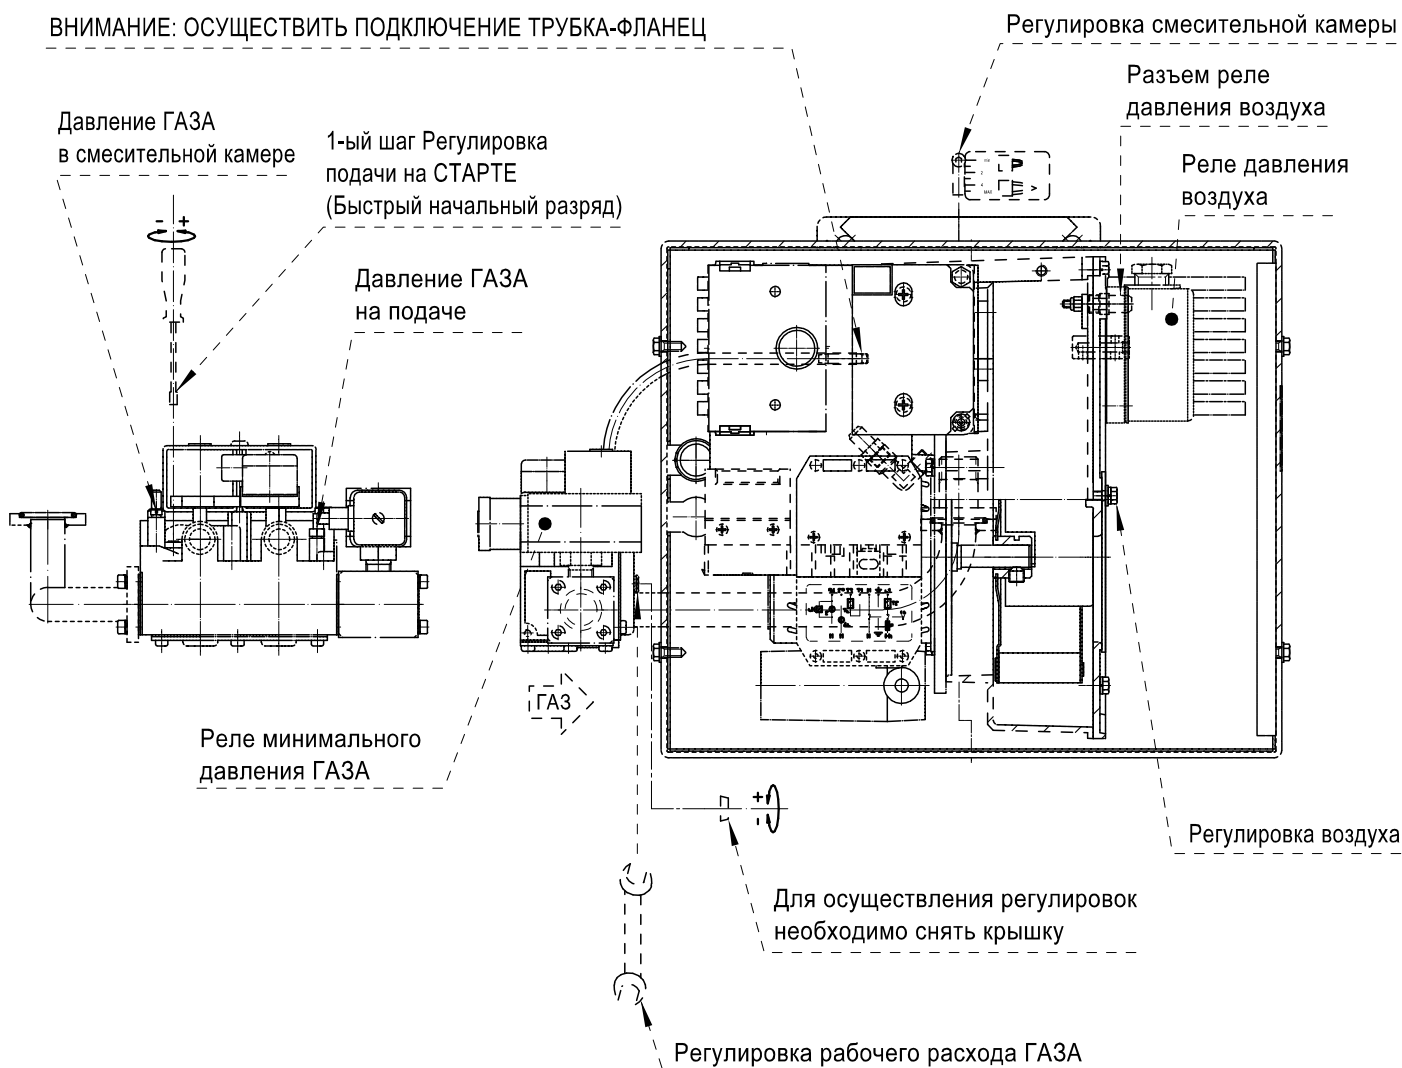 ВНИМАНИЕ: ОСУЩЕСТВИТЬ ПОДКЛЮЧЕНИЕ ТРУБКА-ФЛАНЕЦ
Регулировка смесительной камеры
Разъем реле
давления воздуха
Реле давления
воздуха
Давление ГАЗА
в смесительной камере
1-ый шаг Регулировка
подачи на СТАРТЕ
(Быстрый начальный разряд)
- +
Давление ГАЗА
на подаче
ГАЗ
Реле минимального
давления ГАЗА
+
-
Регулировка воздуха
Для осуществления регулировок
необходимо снять крышку
Регулировка рабочего расхода ГАЗА